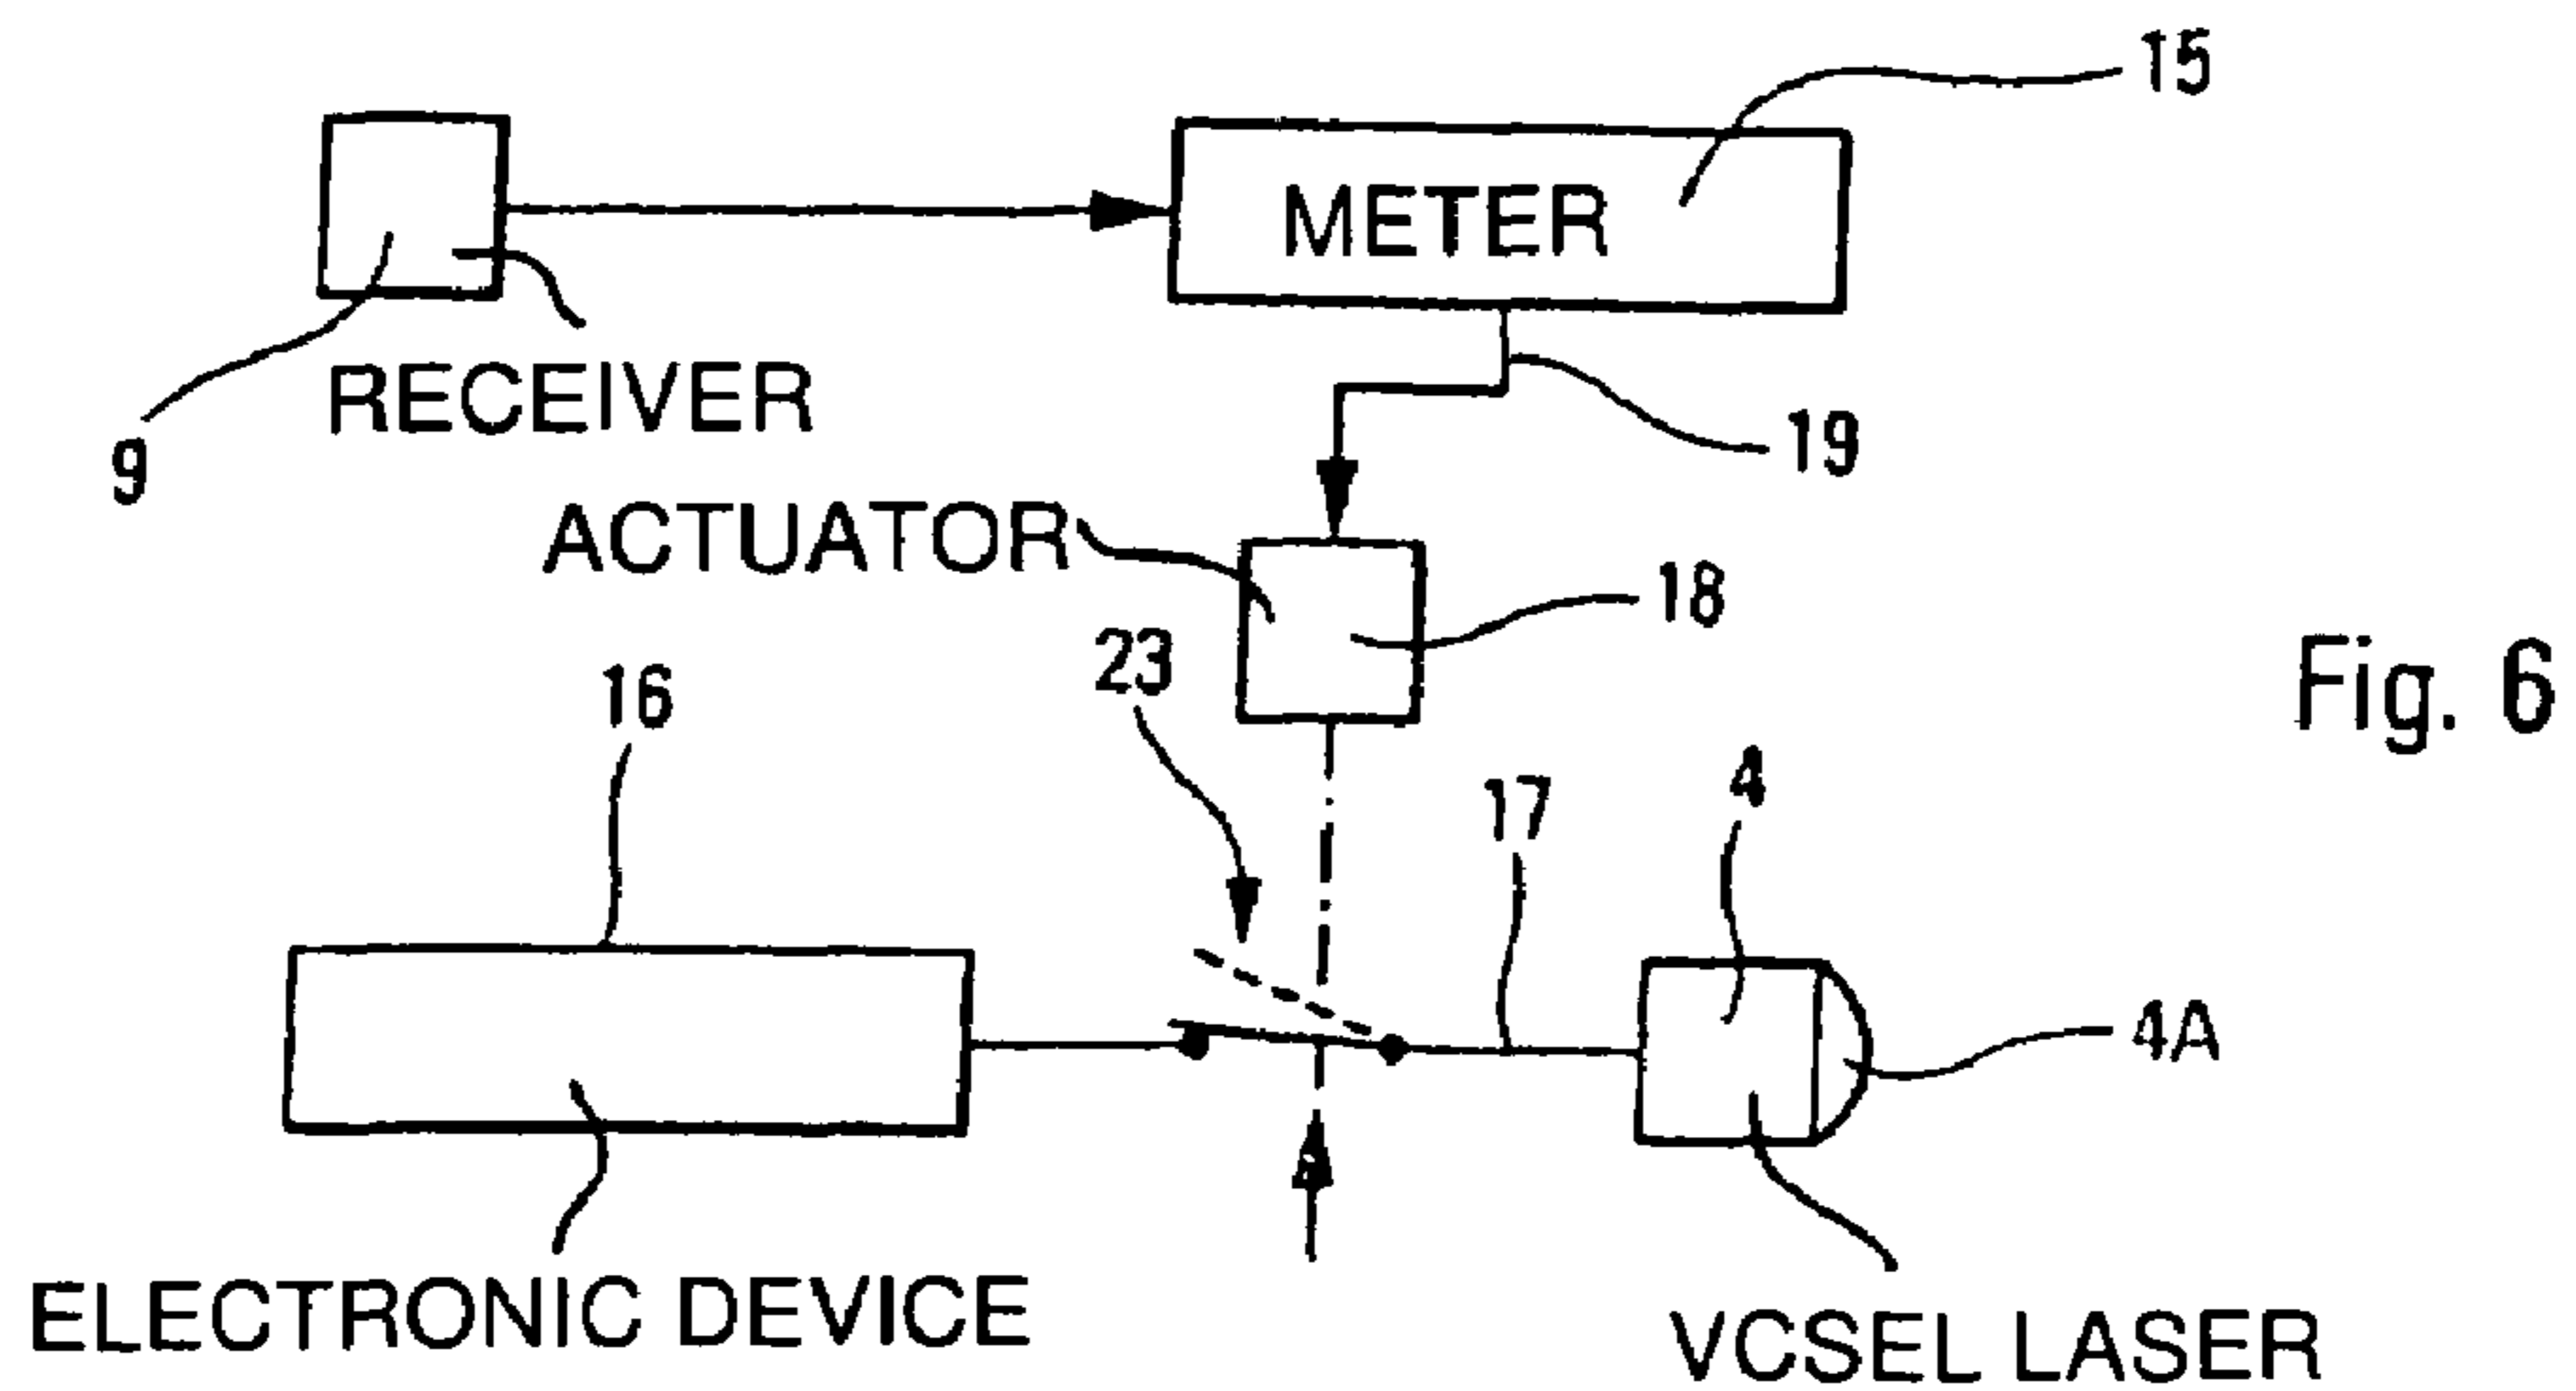 15
METER
RECEIVER
9
19
ACTUATOR
18
23
16
Fig. 6
4
17
4A
ELECTRONIC DEVICE
VCSEL LASER